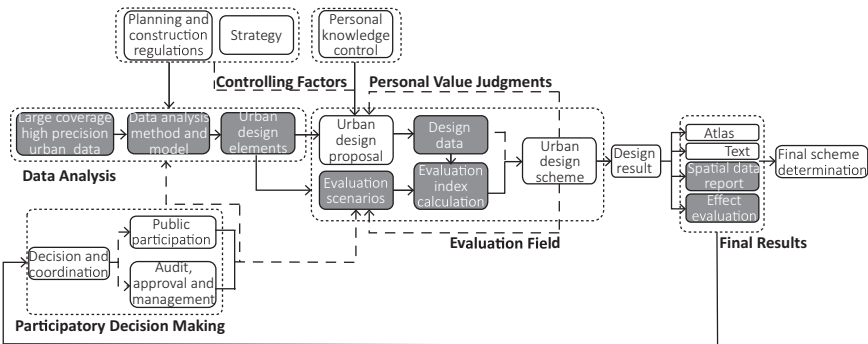 Planning and
construction
regulations
Strategy
Personal
knowledge
control
Controlling Factors
Personal Value Judgments
Large coverage
high precision
urban data
Data analysis
method and
model
Urban
design
elements
Urban
design
proposal
Design
data
Evaluation
scenarios
Evaluation
index
calculation
Urban
design
scheme
Design
result
Atlas
Text
Spatial data
report
Effect
evaluation
Final scheme
determination
Data Analysis
Evaluation Field
Final Results
Decision and
coordination
Public
participation
Audit,
approval and
management
Participatory Decision Making